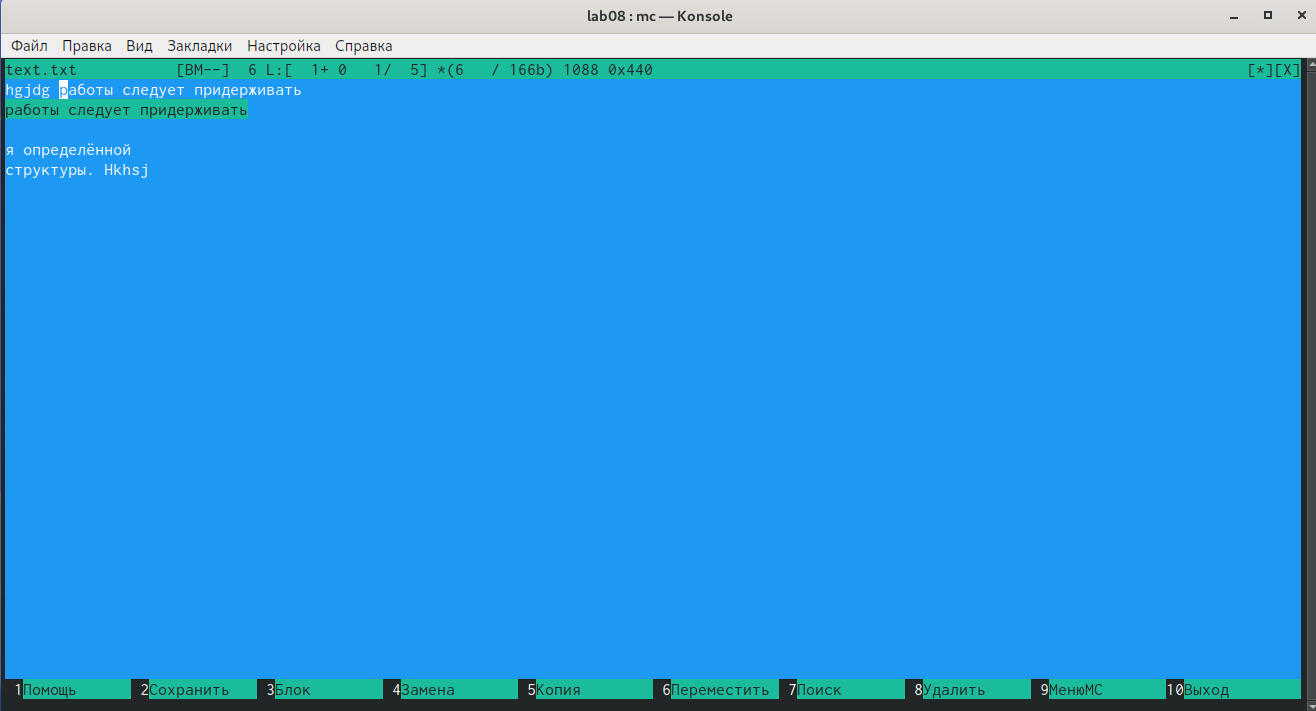 lab08 : mc — Konsole
Файл Правка Вид Закладки Настройка Справка
text.txt [BM--] 6 L:[ 1+ 0 1/ 5] *(6 / 166b) 1088 0x440 [*][X]
hgjdg работы следует придерживать
работы следует придерживать
я определённой
структуры. Hkhsj
1Помощь 2Сохранить 3Блок 4Замена 5Копия 6Переместить 7Поиск 8Удалить 9МенюMC 10Выход